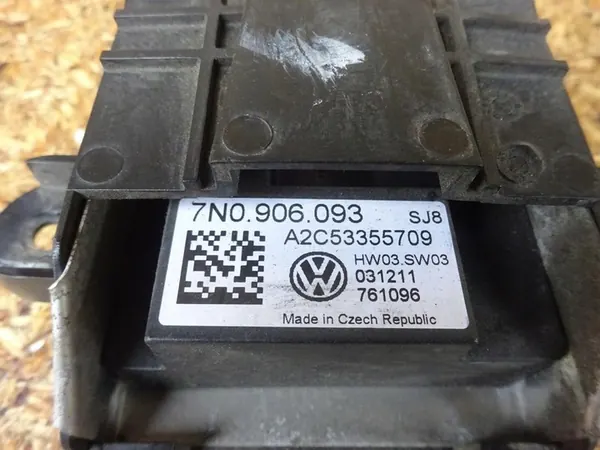 7N0.906.093 SJ8
A2C53355709
HW03.SW03
031211
761096
Made in Czech Republic